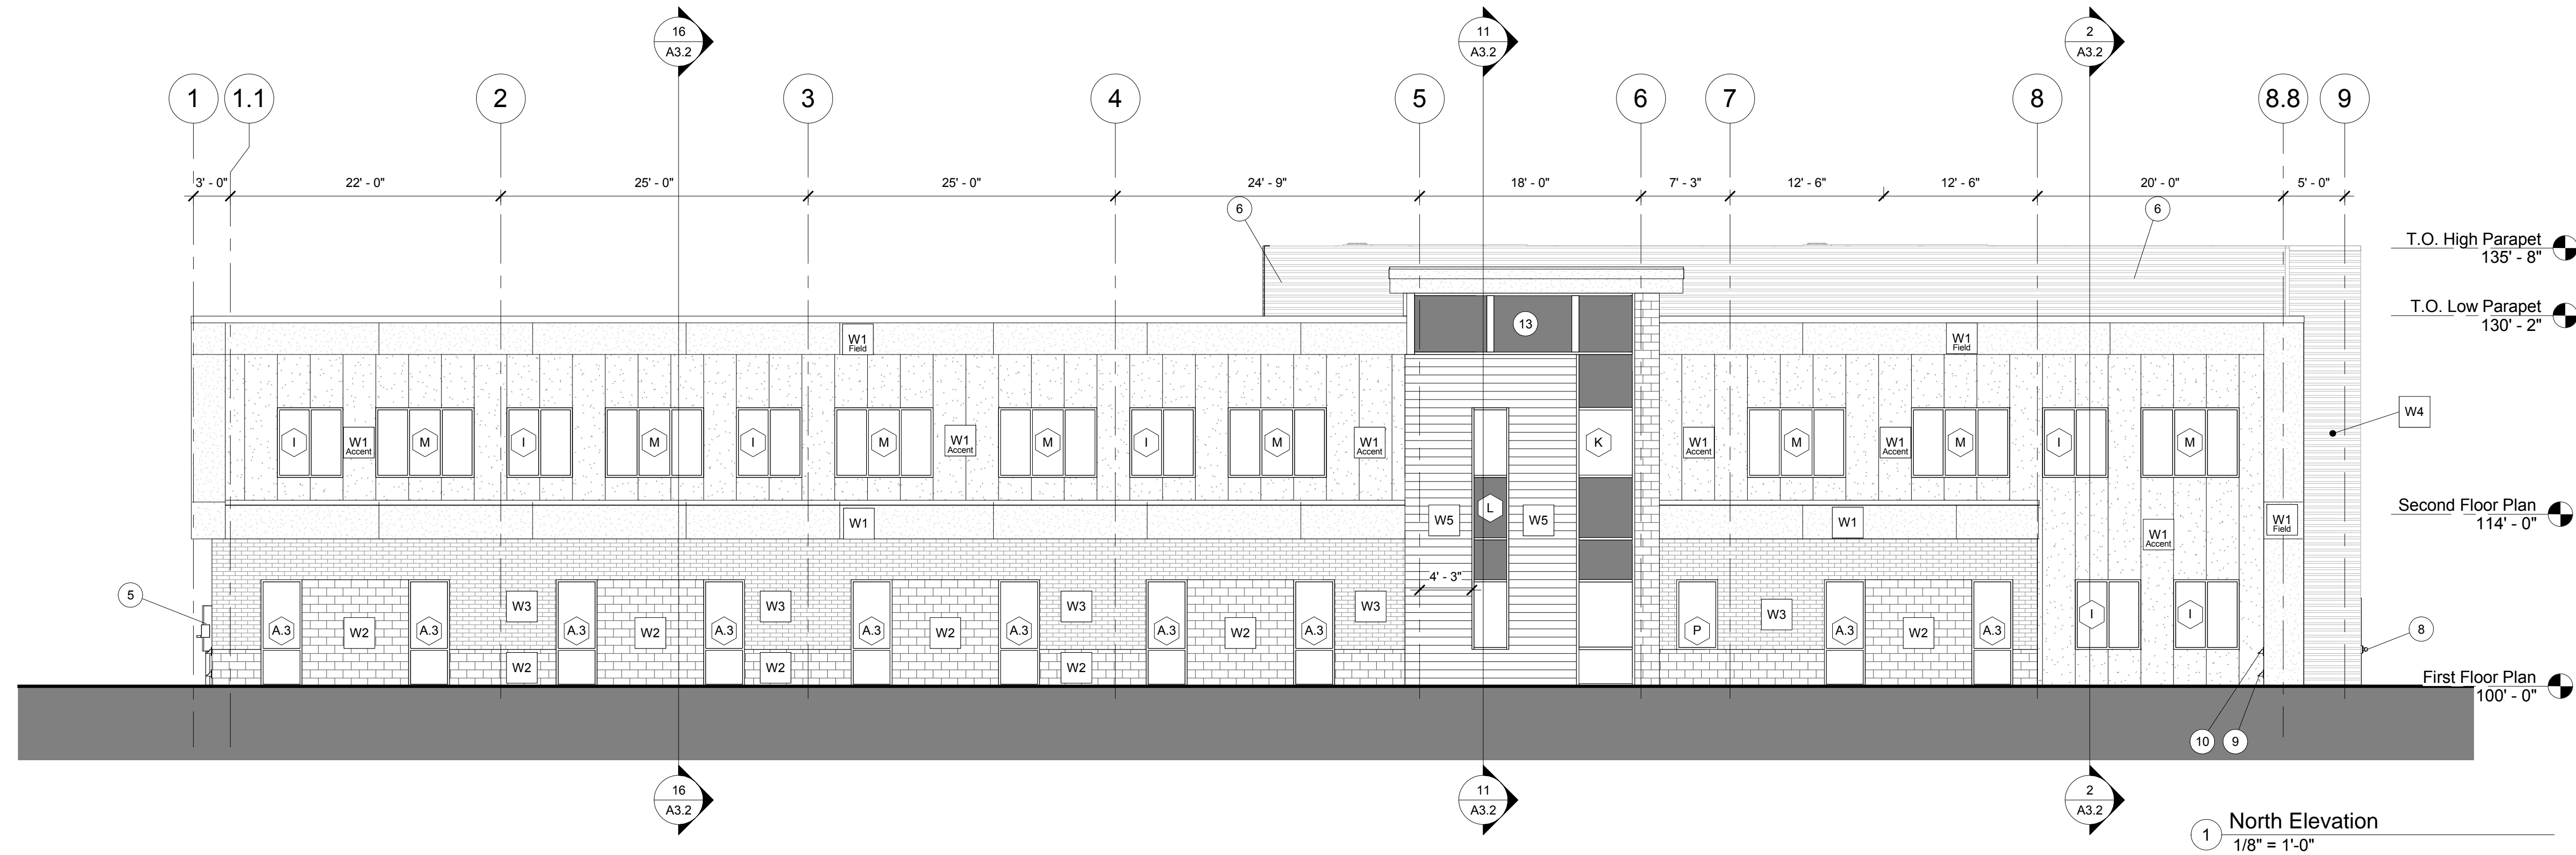 16
A3.2
11
A3.2
2
A3.2
1
1.1
2
3
4
5
6
7
8
8.8
9
3' - 0"
22' - 0"
25' - 0"
25' - 0"
24' - 9"
18' - 0"
7' - 3"
12' - 6"
12' - 6"
20' - 0"
5' - 0"
6
6
T.O. High Parapet
135' - 8"
T.O. Low Parapet
130' - 2"
13
W1
Field
W1
Field
W4
I
W1
Accent
M
I
M
I
M
W1
Accent
M
I
M
W1
Accent
K
W1
Accent
M
W1
Accent
M
I
M
Second Floor Plan
114' - 0"
W1
W5
L
W5
W1
W1
Accent
W1
Field
4' - 3"
5
W3
W3
W3
W3
W3
A.3
W2
A.3
A.3
W2
A.3
A.3
W2
A.3
A.3
W2
A.3
P
A.3
W2
A.3
I
I
8
W2
W2
W2
First Floor Plan
100' - 0"
10
9
16
A3.2
11
A3.2
2
A3.2
1
North Elevation
1/8" = 1'-0"